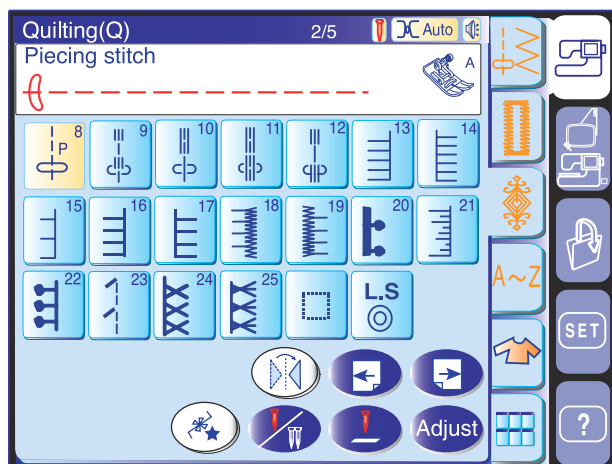 Quilting(Q) 2/5 Auto
Piecing stitch A
8 P 9 10 11 12 13 14
15 16 17 18 19 20 21
22 23 24 25 L.S
A~Z
SET
Adjust ?